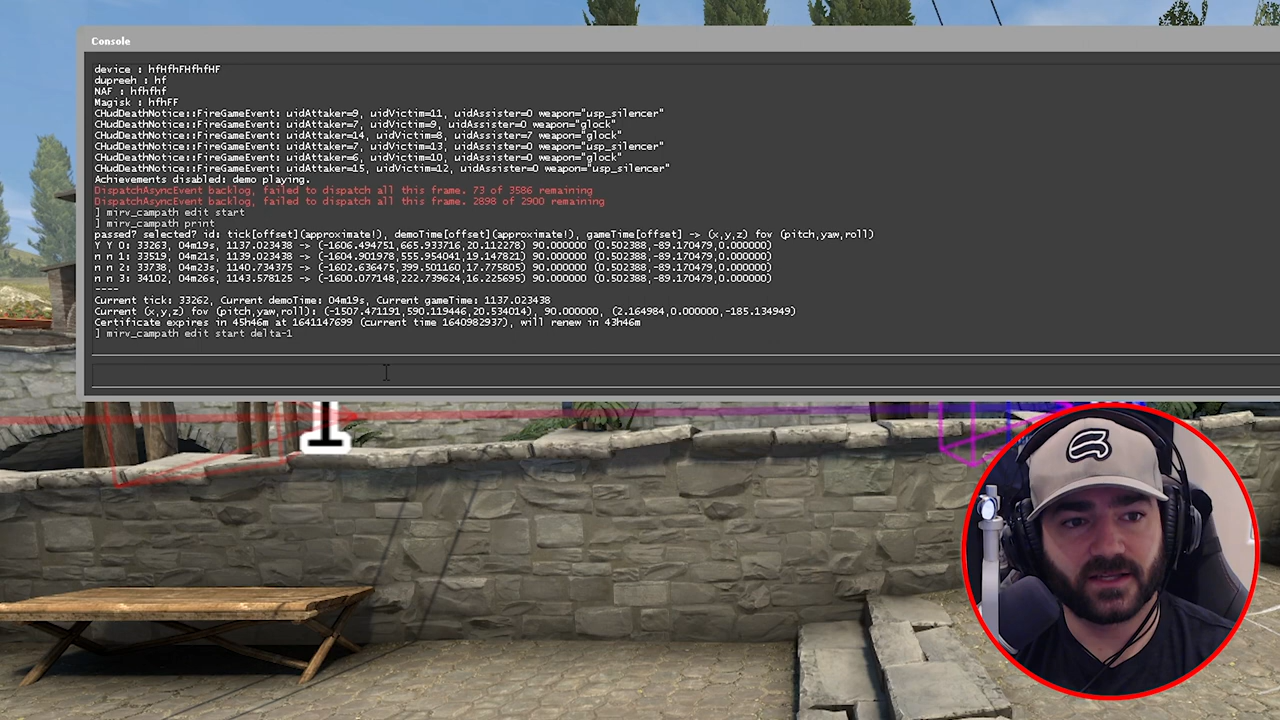 Console
device : hfHfhFHfhfHF
dupreeh : hf
NAF : hfhfhf
Magisk : hfhFF
CHudDeathNotice::FireGameEvent: uidAttaker=9, uidVictim=11, uidAssister=0 weapon="usp_silencer"
CHudDeathNotice::FireGameEvent: uidAttaker=7, uidVictim=9, uidAssister=0 weapon="glock"
CHudDeathNotice::FireGameEvent: uidAttaker=14, uidVictim=8, uidAssister=7 weapon="glock"
CHudDeathNotice::FireGameEvent: uidAttaker=7, uidVictim=13, uidAssister=0 weapon="usp_silencer"
CHudDeathNotice::FireGameEvent: uidAttaker=6, uidVictim=10, uidAssister=0 weapon="glock"
CHudDeathNotice::FireGameEvent: uidAttaker=15, uidVictim=12, uidAssister=0 weapon="usp_silencer"
Achievements disabled: demo playing.
DispatchAsyncEvent backlog, failed to dispatch all this frame. 73 of 3586 remaining
DispatchAsyncEvent backlog, failed to dispatch all this frame. 2898 of 2900 remaining
] mirv_campath edit start
] mirv_campath print
passed? selected? id: tick[offset](approximate!), demoTime[offset](approximate!), gameTime[offset] -> (x,y,z) fov (pitch,yaw,roll)
Y Y 0: 33263, 04m19s, 1137.023438 -> (-1606.494751,665.937716,20.112278) 90.000000 (0.502388,-89.170479,0.000000)
n n 1: 33519, 04m21s, 1139.023438 -> (-1604.901978,555.954041,19.147821) 90.000000 (0.502388,-89.170479,0.000000)
n n 2: 33738, 04m23s, 1140.734375 -> (-1602.636475,399.501160,17.775805) 90.000000 (0.502388,-89.170479,0.000000)
n n 3: 34102, 04m26s, 1143.578125 -> (-1600.077148,222.739624,16.225695) 90.000000 (0.502388,-89.170479,0.000000)
----
Current tick: 33262, Current demoTime: 04m19s, Current gameTime: 1137.023438
Current (x,y,z) fov (pitch,yaw,roll): (-1507.471191,590.119446,20.534014), 90.000000, (2.164984,0.000000,-185.134949)
Certificate expires in 45h46m at 1641147699 (current time 1640982937), will renew in 43h46m
] mirv_campath edit start delta-1